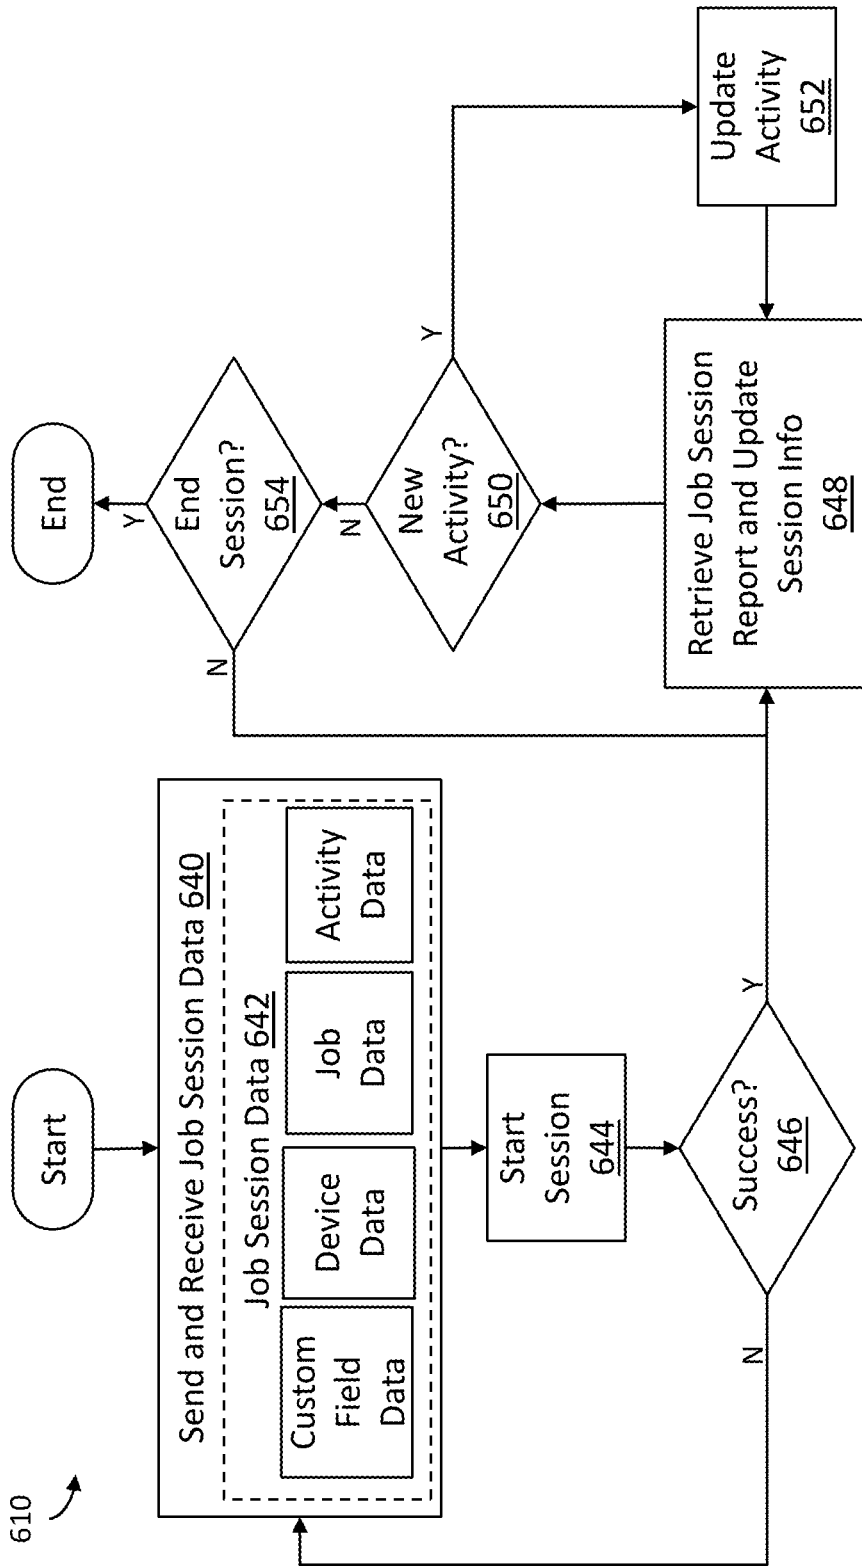 610
Start
Send and Receive Job Session Data 640
Job Session Data 642
Custom
Field
Data
Device
Data
Job
Data
Activity
Data
Start
Session
644
Success?
646
N
Y
Retrieve Job Session
Report and Update
Session Info
648
New
Activity?
650
Y
N
Update
Activity
652
End
Session?
654
N
Y
End